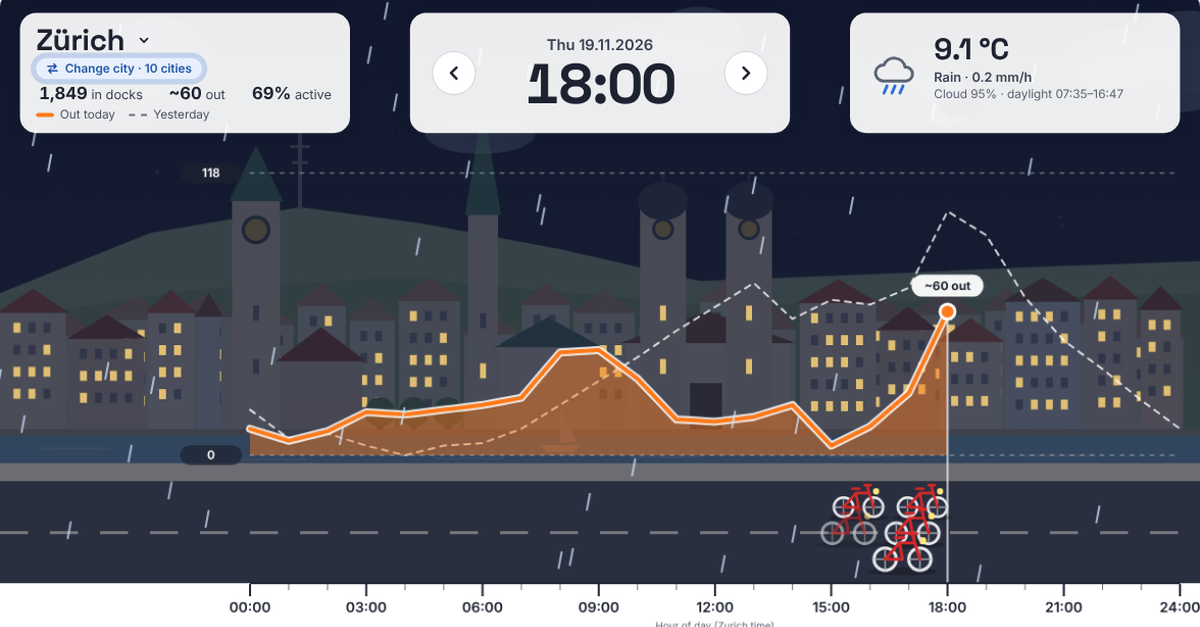 Zürich
Change city · 10 cities
1,849 in docks ~60 out 69% active
Out today Yesterday
Thu 19.11.2026
18:00
9.1 °C
Rain · 0.2 mm/h
Cloud 95% · daylight 07:35–16:47
118
~60 out
0
00:00 03:00 06:00 09:00 12:00 15:00 18:00 21:00 24:00
Hour of day (Zurich time)